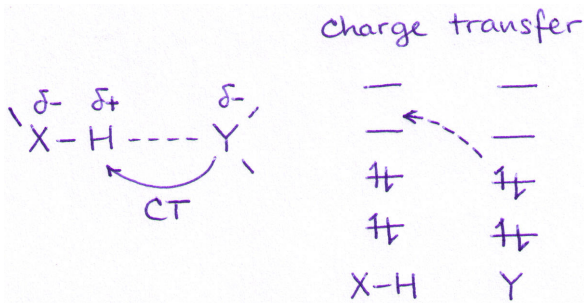 charge transfer
δ- δ+ δ-
X-H----Y
CT
X-H Y